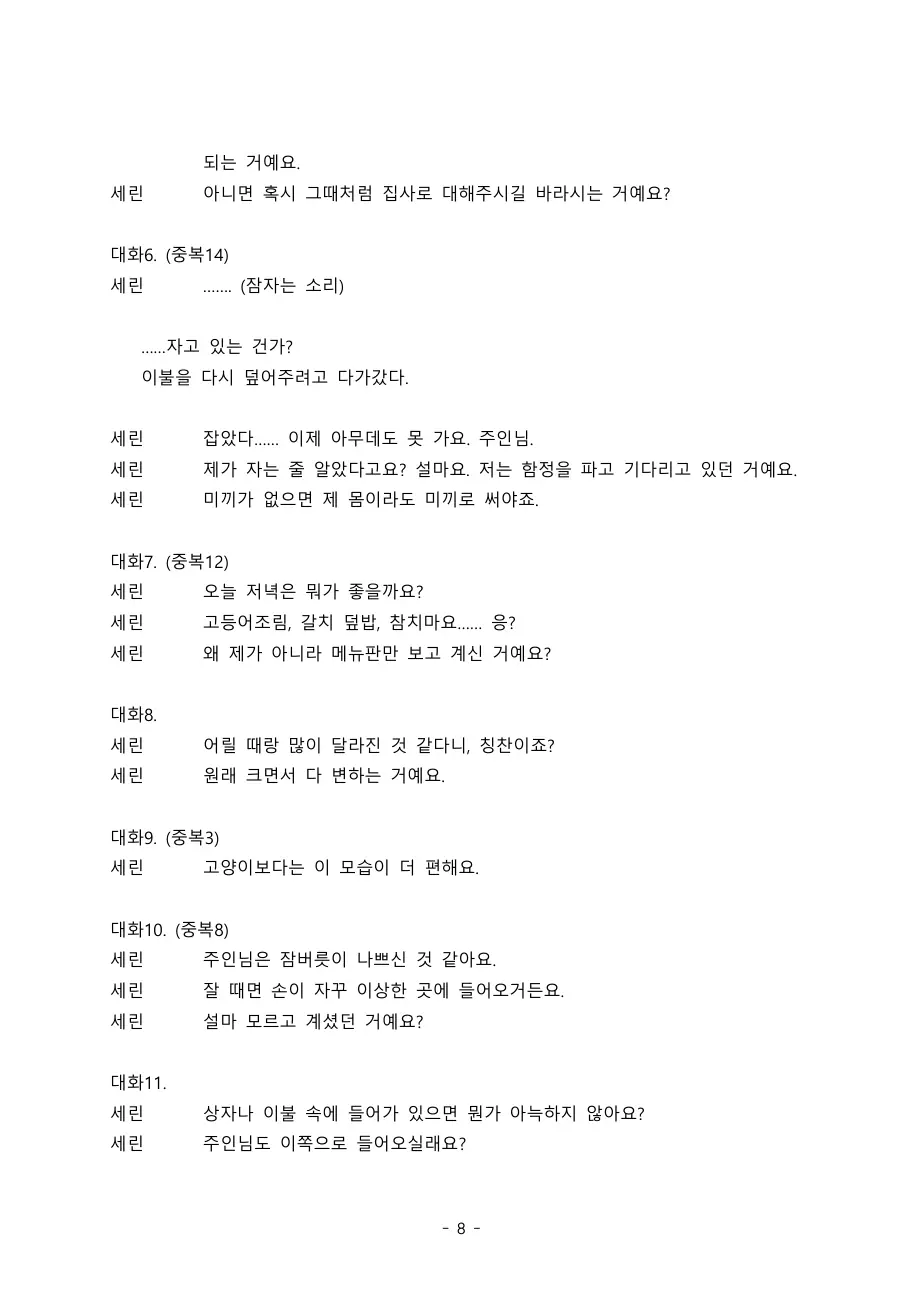 되는 거예요.
세린 아니면 혹시 그때처럼 집사로 대해주시길 바라시는 거예요?
대화6. (중복14)
세린 ....... (잠자는 소리)
......자고 있는 건가?
이불을 다시 덮어주려고 다가갔다.
세린 잡았다...... 이제 아무데도 못 가요. 주인님.
세린 제가 자는 줄 알았다고요? 설마요. 저는 함정을 파고 기다리고 있던 거예요.
세린 미끼가 없으면 제 몸이라도 미끼로 써야죠.
대화7. (중복12)
세린 오늘 저녁은 뭐가 좋을까요?
세린 고등어조림, 갈치 덮밥, 참치마요...... 응?
세린 왜 제가 아니라 메뉴판만 보고 계신 거예요?
대화8.
세린 어릴 때랑 많이 달라진 것 같다니, 칭찬이죠?
세린 원래 크면서 다 변하는 거예요.
대화9. (중복3)
세린 고양이보다는 이 모습이 더 편해요.
대화10. (중복8)
세린 주인님은 잠버릇이 나쁘신 것 같아요.
세린 잘 때면 손이 자꾸 이상한 곳에 들어오거든요.
세린 설마 모르고 계셨던 거예요?
대화11.
세린 상자나 이불 속에 들어가 있으면 뭔가 아늑하지 않아요?
세린 주인님도 이쪽으로 들어오실래요?
- 8 -